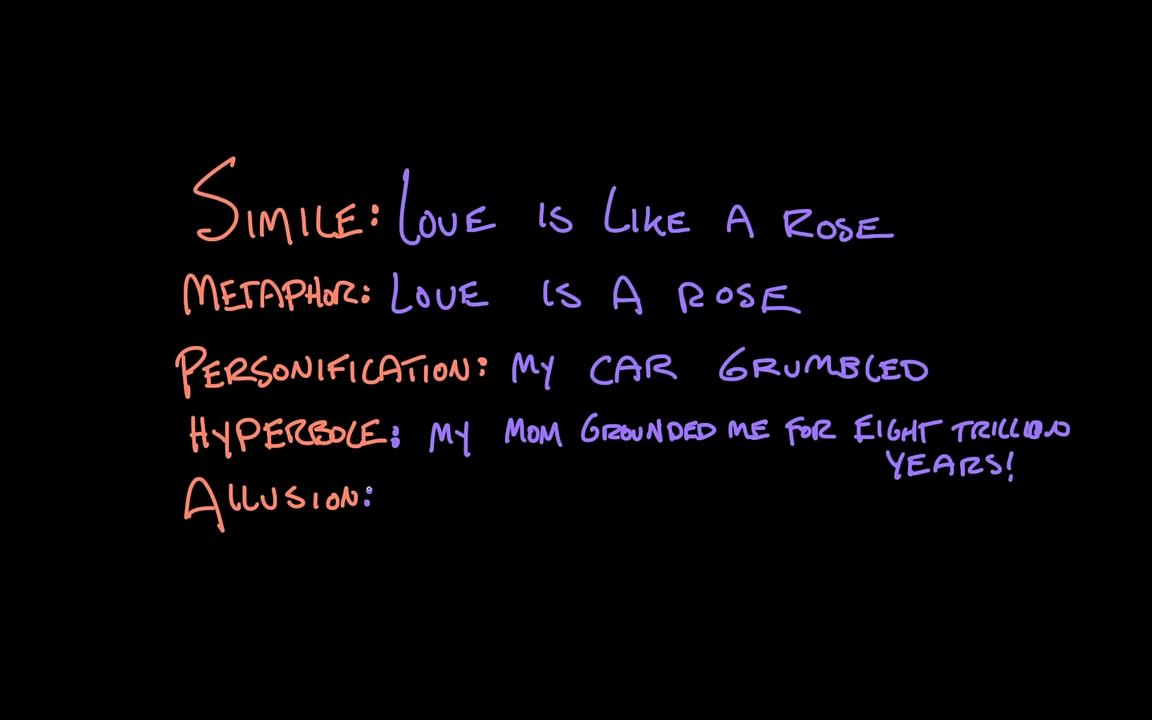 SIMILE: LOVE IS LIKE A ROSE
METAPHOR: LOVE IS A ROSE
PERSONIFICATION: MY CAR GRUMBLED
HYPERBOLE: MY MOM GROUNDED ME FOR EIGHT TRILLION
YEARS!
ALLUSION: